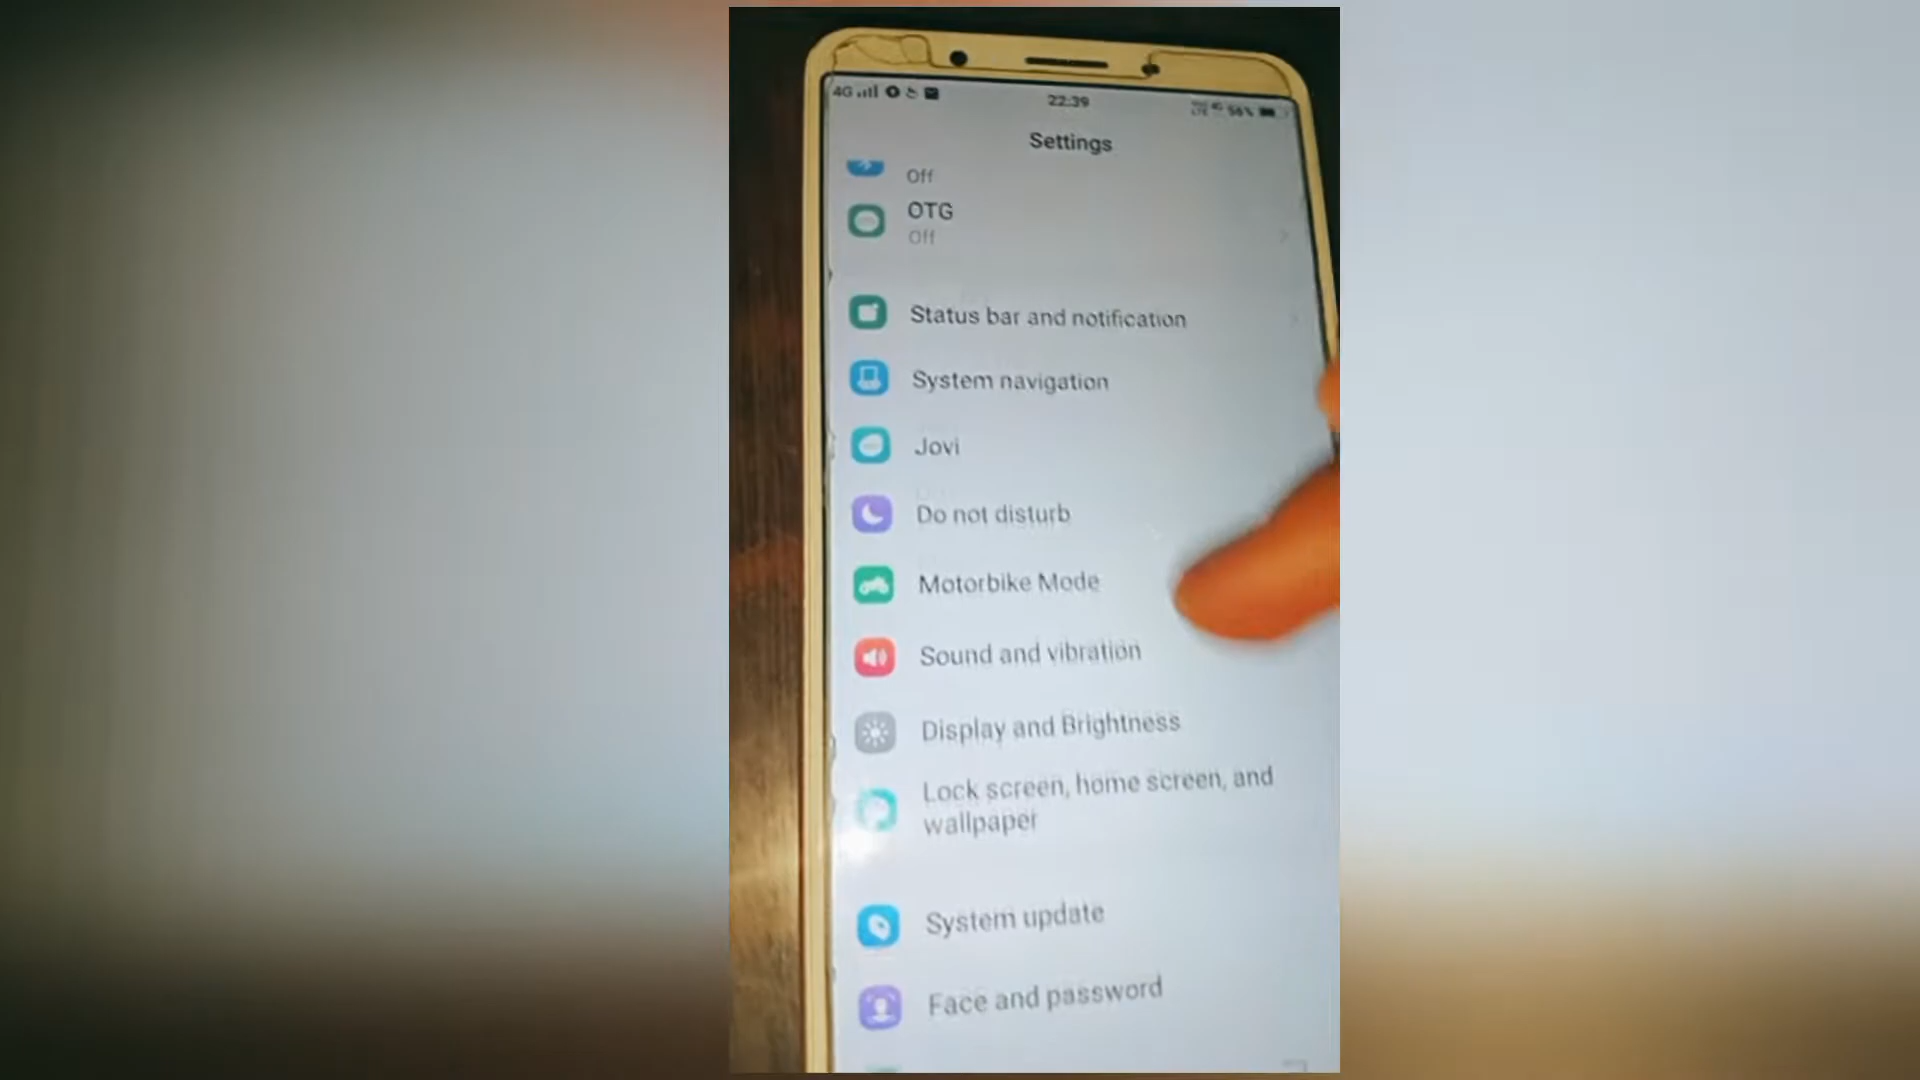 4G
22:39
56%
Settings
Off
OTG
Off
Status bar and notification
System navigation
Jovi
Do not disturb
Motorbike Mode
Sound and vibration
Display and Brightness
Lock screen, home screen, and
wallpaper
System update
Face and password